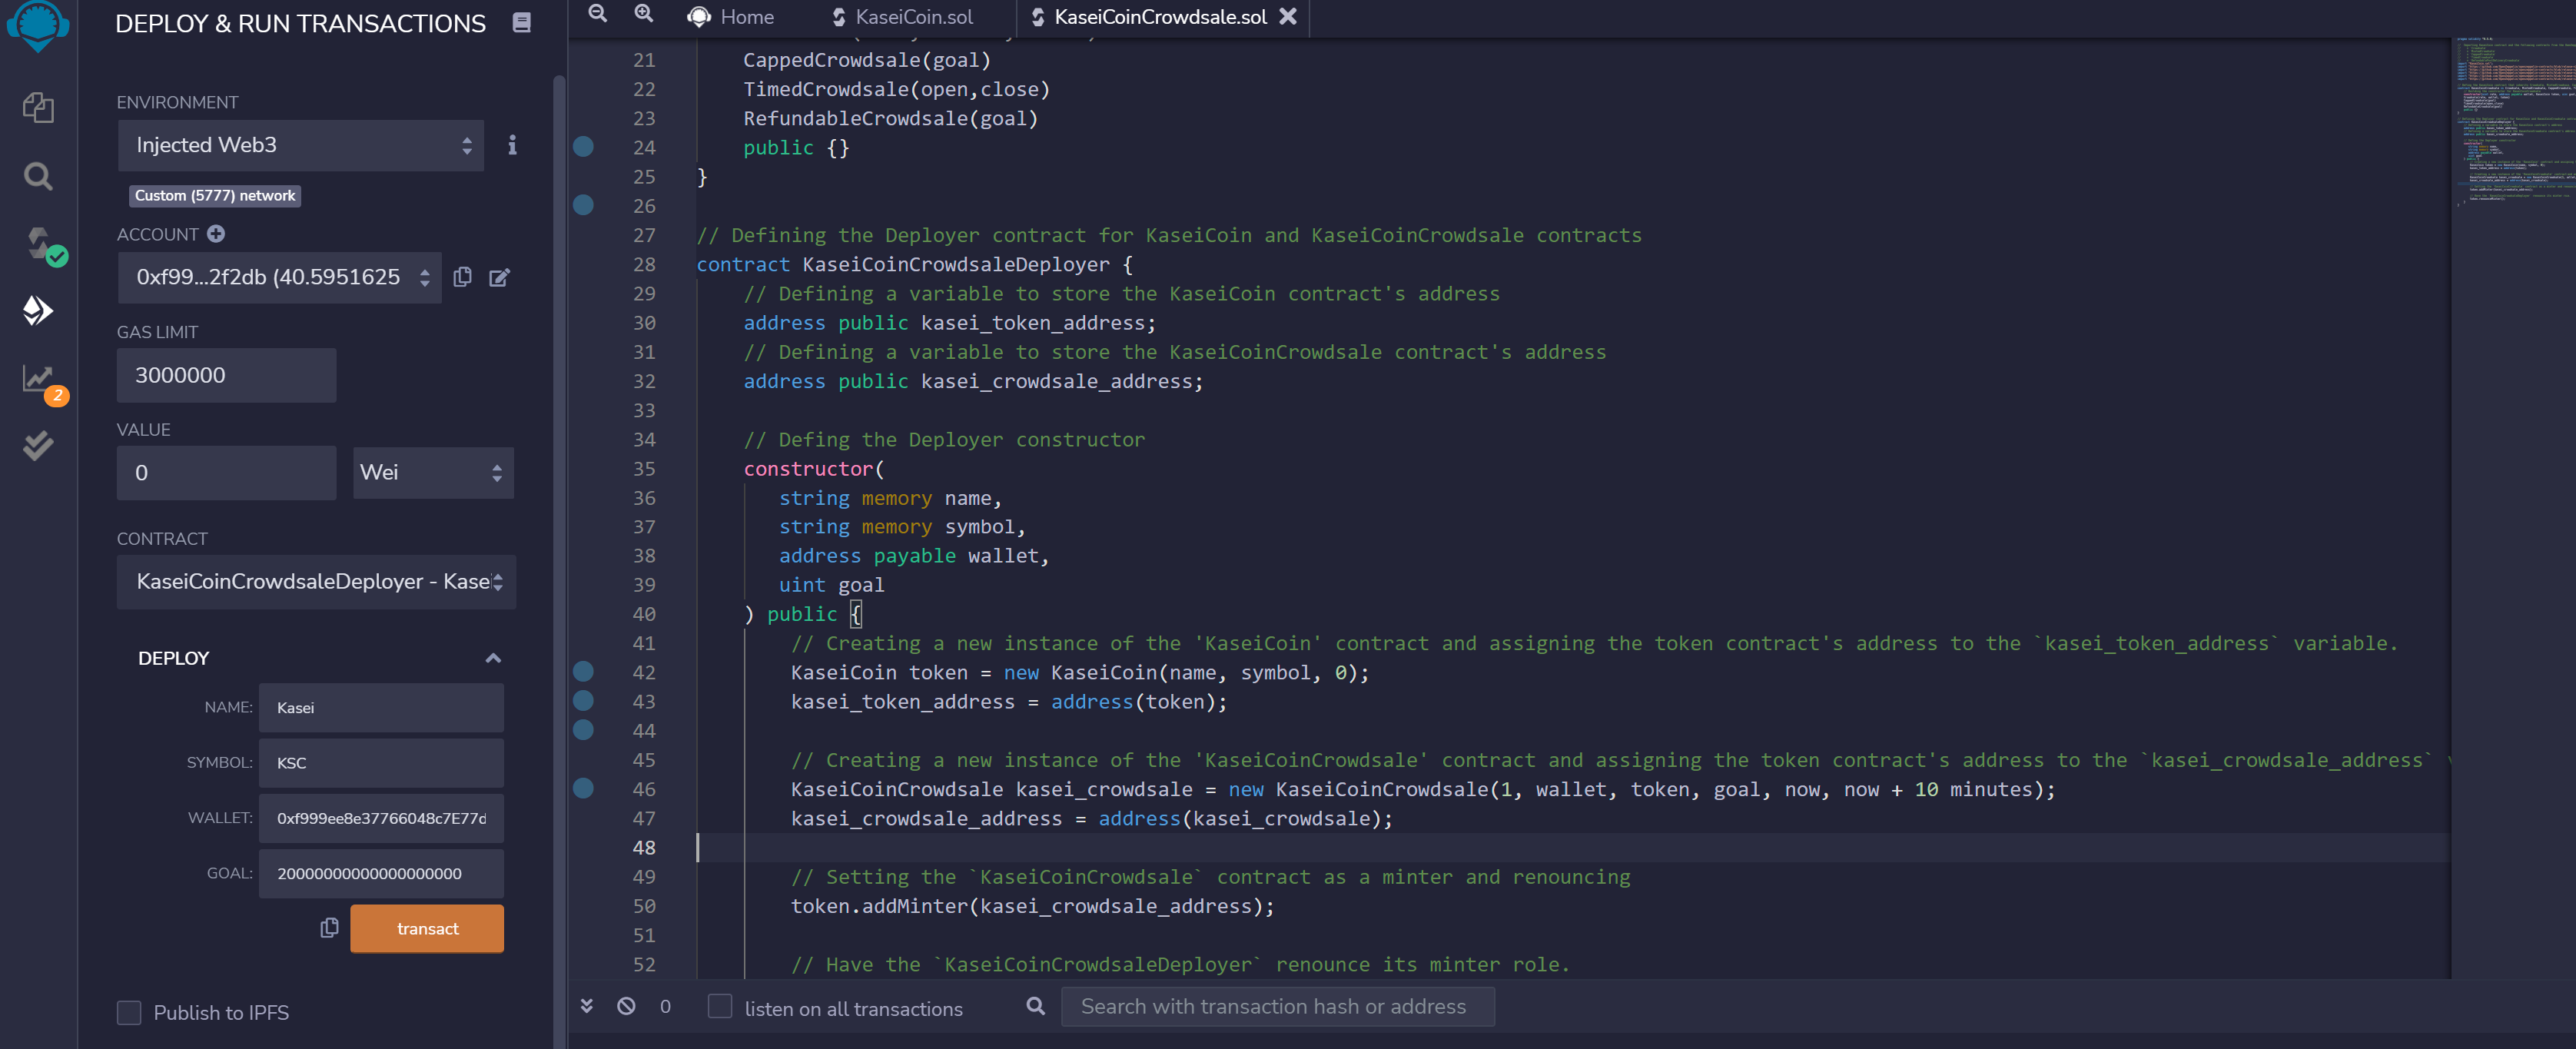 DEPLOY & RUN TRANSACTIONS
ENVIRONMENT
Injected Web3
Custom (5777) network
ACCOUNT
0xf99...2f2db (40.5951625
GAS LIMIT
3000000
VALUE
0
Wei
CONTRACT
KaseiCoinCrowdsaleDeployer - Kasei
DEPLOY
NAME:
Kasei
SYMBOL:
KSC
WALLET:
0xf999ee8e37766048c7E77d
GOAL:
20000000000000000000
transact
Publish to IPFS
2
Home
KaseiCoin.sol
KaseiCoinCrowdsale.sol
21 CappedCrowdsale(goal)
22 TimedCrowdsale(open,close)
23 RefundableCrowdsale(goal)
24 public {}
25 }
26
27 // Defining the Deployer contract for KaseiCoin and KaseiCoinCrowdsale contracts
28 contract KaseiCoinCrowdsaleDeployer {
29 // Defining a variable to store the KaseiCoin contract's address
30 address public kasei_token_address;
31 // Defining a variable to store the KaseiCoinCrowdsale contract's address
32 address public kasei_crowdsale_address;
33
34 // Defing the Deployer constructor
35 constructor(
36 string memory name,
37 string memory symbol,
38 address payable wallet,
39 uint goal
40 ) public {
41 // Creating a new instance of the 'KaseiCoin' contract and assigning the token contract's address to the `kasei_token_address` variable.
42 KaseiCoin token = new KaseiCoin(name, symbol, 0);
43 kasei_token_address = address(token);
44
45 // Creating a new instance of the 'KaseiCoinCrowdsale' contract and assigning the token contract's address to the `kasei_crowdsale_address`
46 KaseiCoinCrowdsale kasei_crowdsale = new KaseiCoinCrowdsale(1, wallet, token, goal, now, now + 10 minutes);
47 kasei_crowdsale_address = address(kasei_crowdsale);
48
49 // Setting the `KaseiCoinCrowdsale` contract as a minter and renouncing
50 token.addMinter(kasei_crowdsale_address);
51
52 // Have the `KaseiCoinCrowdsaleDeployer` renounce its minter role.
0
listen on all transactions
Search with transaction hash or address